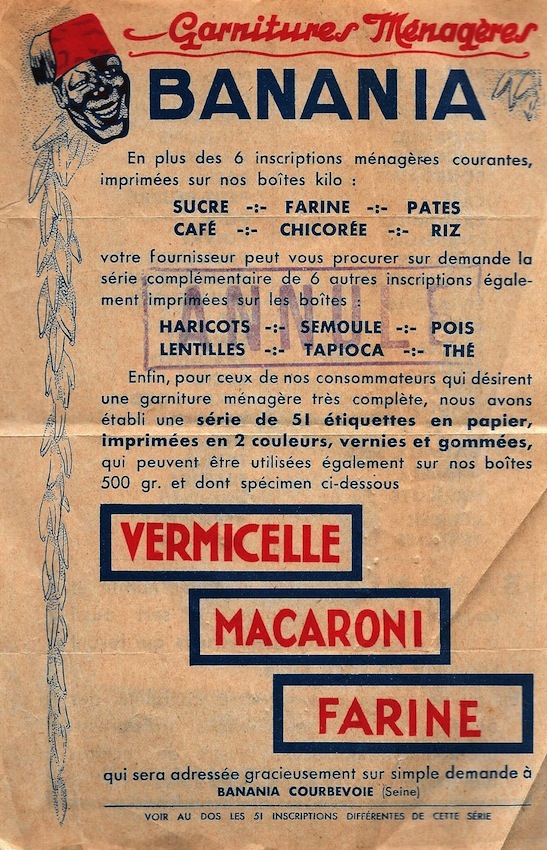 Garnitures Ménagères
BANANIA
En plus des 6 inscriptions ménagères courantes,
imprimées sur nos boîtes kilo :
SUCRE -:- FARINE -:- PATES
CAFÉ -:- CHICORÉE -:- RIZ
votre fournisseur peut vous procurer sur demande la
série complémentaire de 6 autres inscriptions égale-
ment imprimées sur les boîtes :
ANNULÉ
HARICOTS -:- SEMOULE -:- POIS
LENTILLES -:- TAPIOCA -:- THÉ
Enfin, pour ceux de nos consommateurs qui désirent
une garniture ménagère très complète, nous avons
établi une série de 51 étiquettes en papier,
imprimées en 2 couleurs, vernies et gommées,
qui peuvent être utilisées également sur nos boîtes
500 gr. et dont spécimen ci-dessous
VERMICELLE
MACARONI
FARINE
qui sera adressée gracieusement sur simple demande à
BANANIA COURBEVOIE (Seine)
VOIR AU DOS LES 51 INSCRIPTIONS DIFFÉRENTES DE CETTE SÉRIE